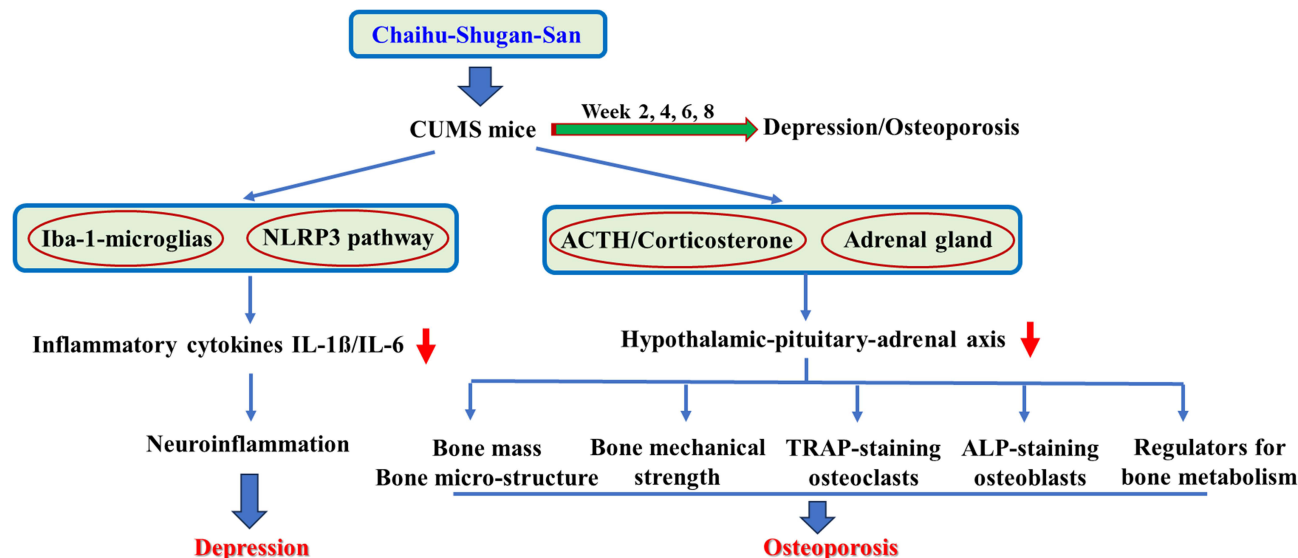 Chaihu-Shugan-San
Week 2, 4, 6, 8
CUMS mice
Depression/Osteoporosis
Iba-1-microglias
NLRP3 pathway
ACTH/Corticosterone
Adrenal gland
Inflammatory cytokines IL-1ß/IL-6
Hypothalamic-pituitary-adrenal axis
Neuroinflammation
Bone mass
Bone micro-structure
Bone mechanical
strength
TRAP-staining
osteoclasts
ALP-staining
osteoblasts
Regulators for
bone metabolism
Depression
Osteoporosis